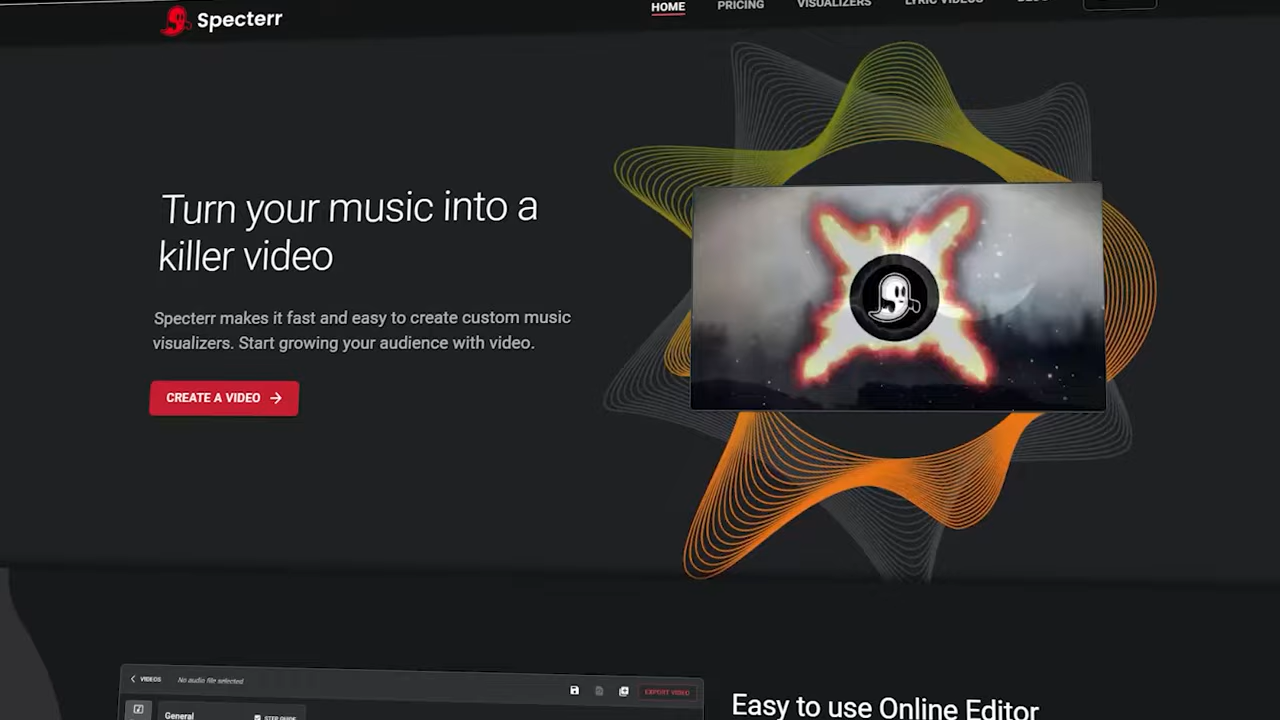 Specterr
HOME
PRICING
VISUALIZERS
LYRIC VIDEOS
Turn your music into a
killer video
Specterr makes it fast and easy to create custom music
visualizers. Start growing your audience with video.
CREATE A VIDEO
VIDEOS
No audio file selected
EXPORT VIDEO
General
STEP GUIDE
Easy to use Online Editor